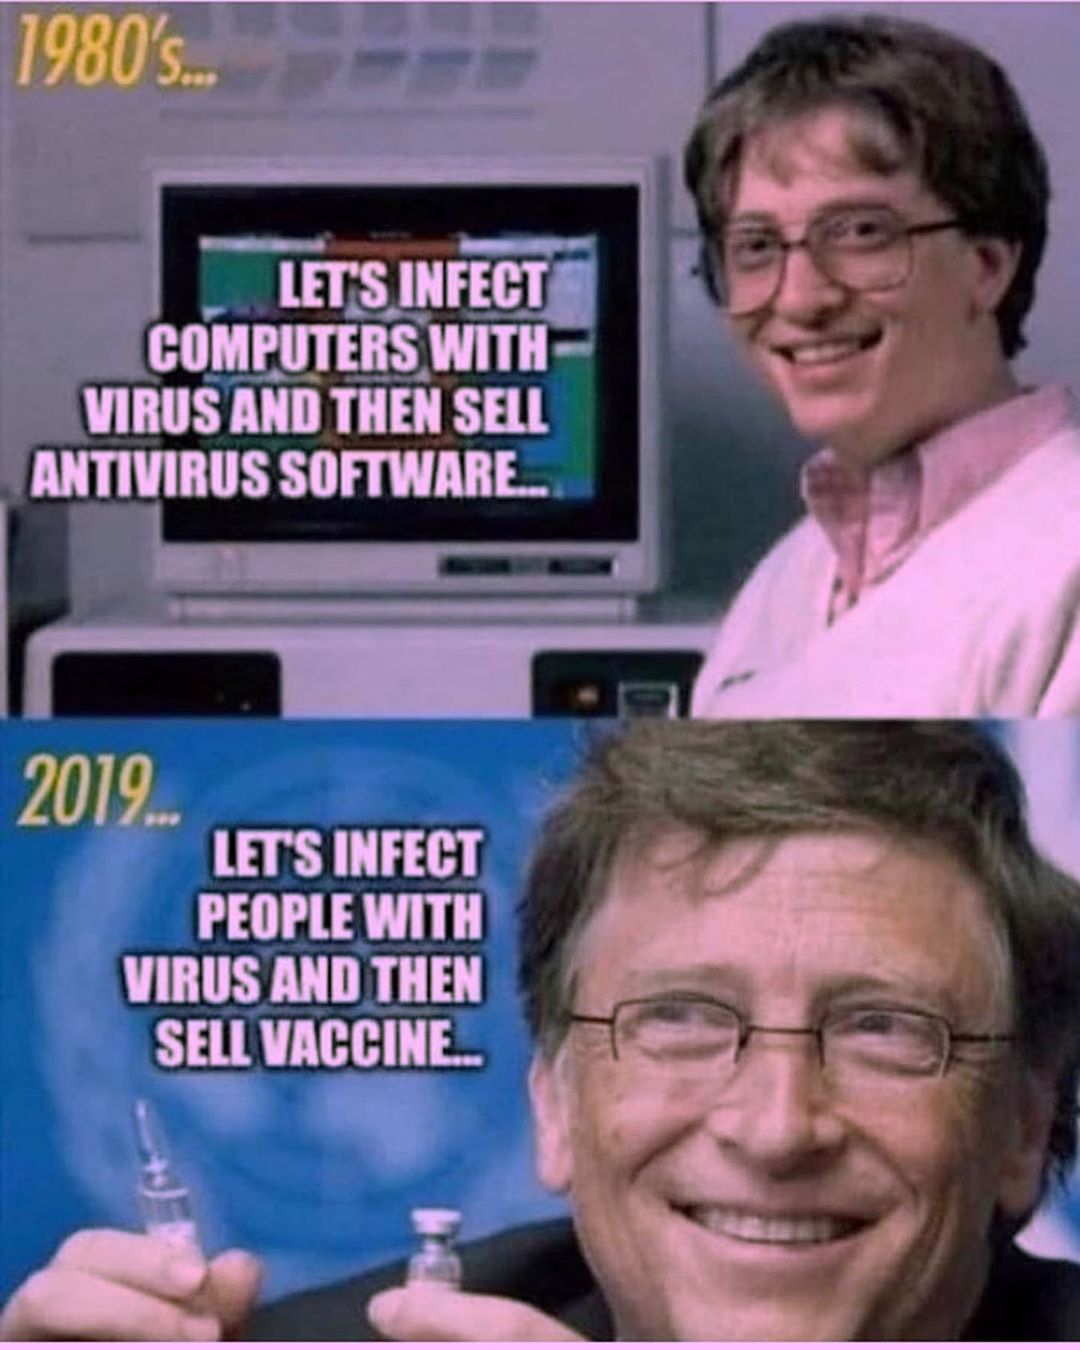 1980's...
LET'S INFECT
COMPUTERS WITH
VIRUS AND THEN SELL
ANTIVIRUS SOFTWARE...
2019...
LET'S INFECT
PEOPLE WITH
VIRUS AND THEN
SELL VACCINE...